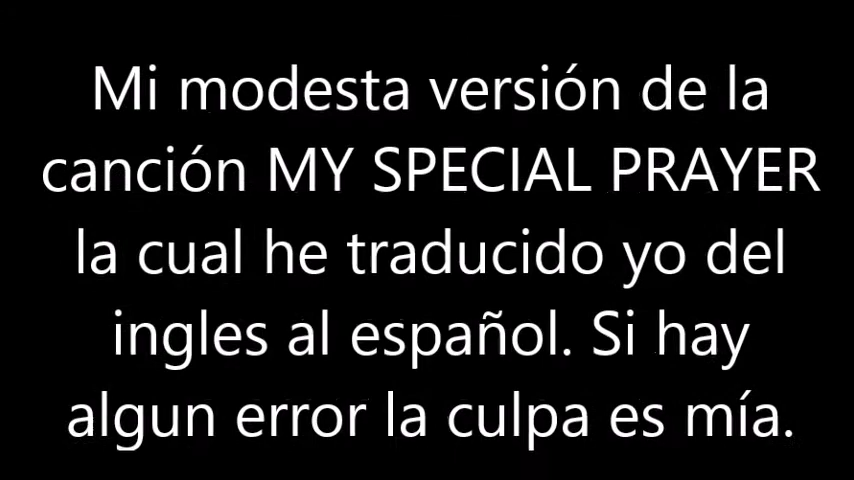 Mi modesta versión de la
canción MY SPECIAL PRAYER
la cual he traducido yo del
ingles al español. Si hay
algun error la culpa es mía.